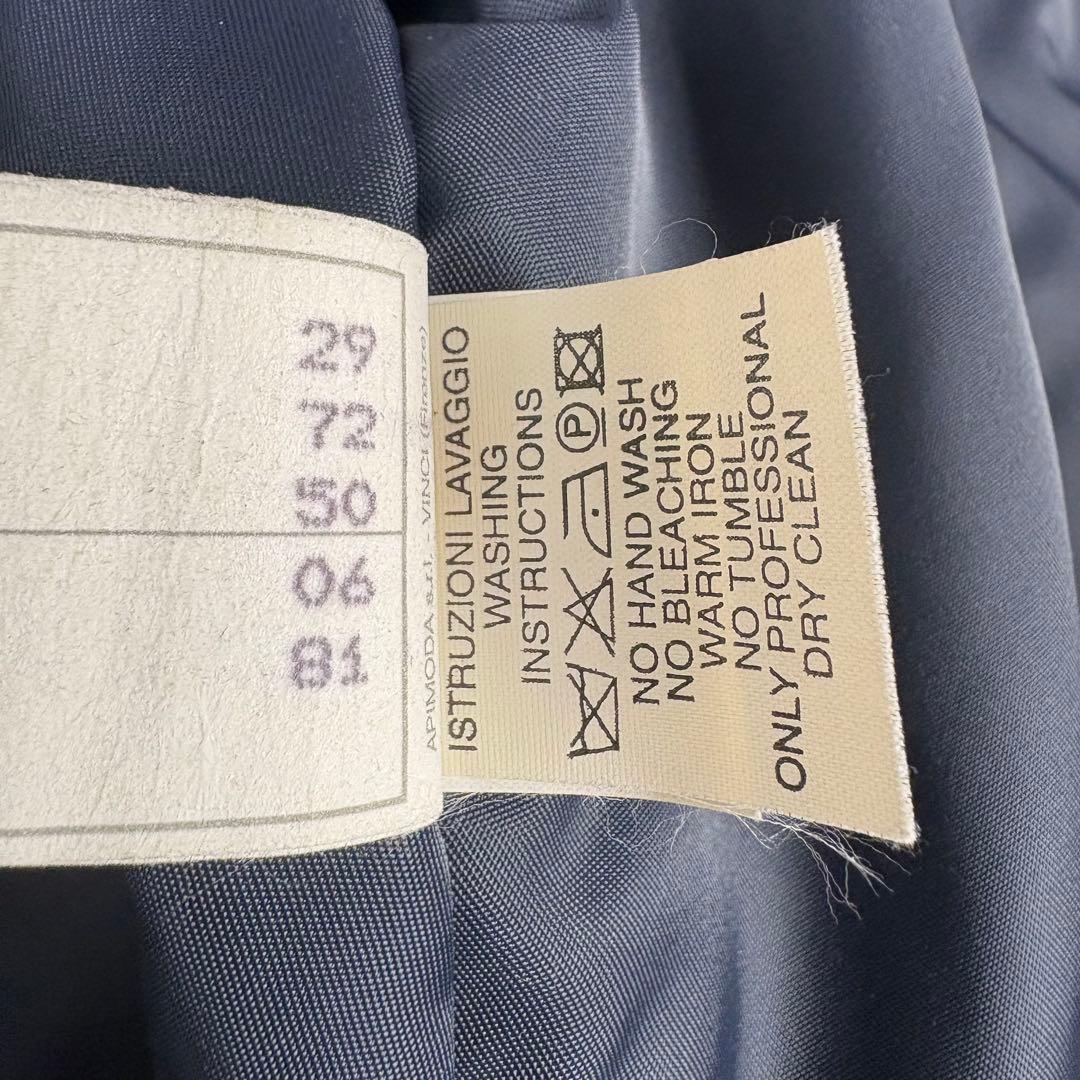 29
72
50
06
81
APIMODA s.r.l. - VINCI (Firenze)
ISTRUZIONI LAVAGGIO
WASHING
INSTRUCTIONS
P
NO HAND WASH
NO BLEACHING
WARM IRON
NO TUMBLE
ONLY PROFESSIONAL
DRY CLEAN